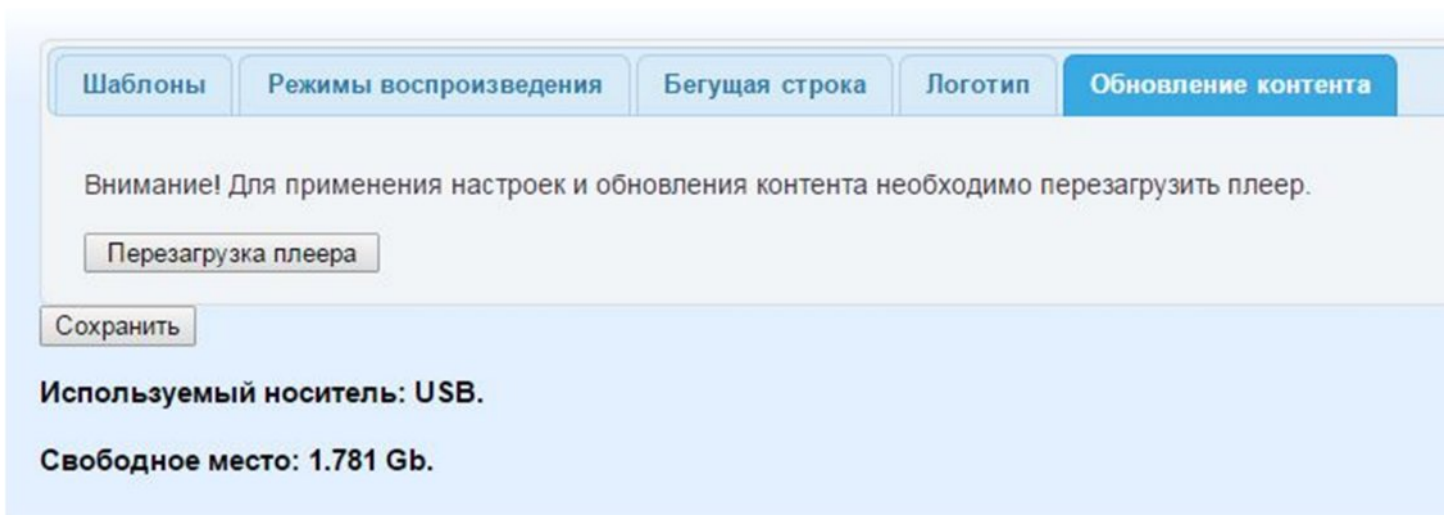 Шаблоны Режимы воспроизведения Бегущая строка Логотип Обновление контента
Внимание! Для применения настроек и обновления контента необходимо перезагрузить плеер.
Перезагрузка плеера
Сохранить
Используемый носитель: USB.
Свободное место: 1.781 Gb.